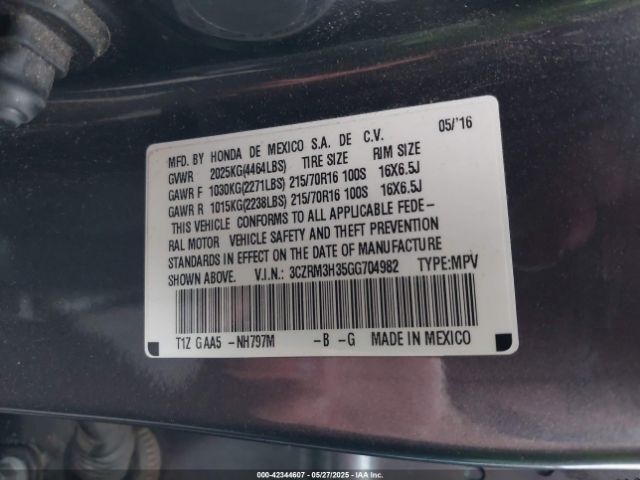 MFD. BY HONDA DE MEXICO S.A. DE C.V. 05/'16
GVWR 2025KG(4464LBS) TIRE SIZE RIM SIZE
GAWR F 1030KG(2271LBS) 215/70R16 100S 16X6.5J
GAWR R 1015KG(2238LBS) 215/70R16 100S 16X6.5J
THIS VEHICLE CONFORMS TO ALL APPLICABLE FEDE-
RAL MOTOR VEHICLE SAFETY AND THEFT PREVENTION
STANDARDS IN EFFECT ON THE DATE OF MANUFACTURE
SHOWN ABOVE. V.I.N.: 3CZRM3H35GG704982 TYPE:MPV
T1Z G AA5 -NH797M -B -G MADE IN MEXICO
00-42344607 - 05/27/2025 - IAA Inc.